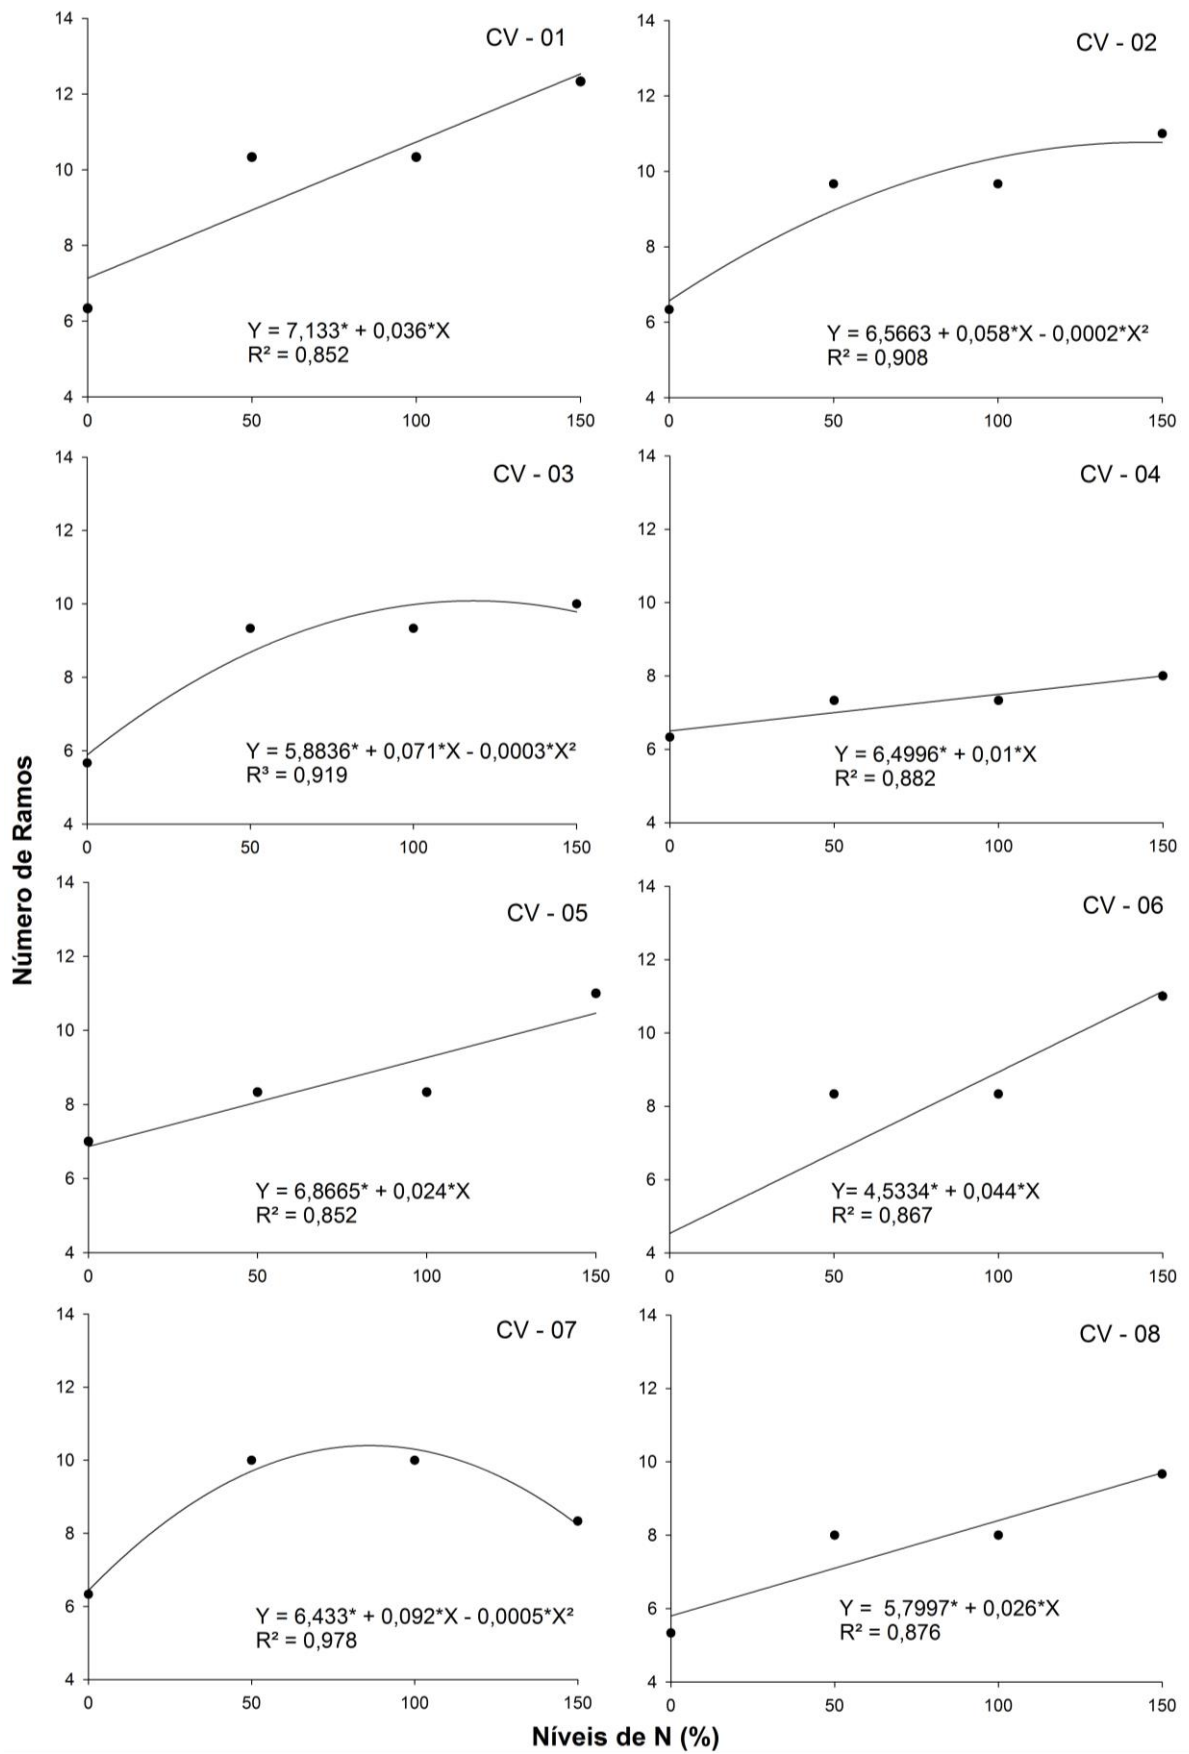 CV - 01
14
12
10
8
6
4
Y = 7,133* + 0,036*X
R² = 0,852
0 50 100 150
CV - 02
14
12
10
8
6
4
Y = 6,5663 + 0,058*X - 0,0002*X²
R² = 0,908
0 50 100 150
CV - 03
14
12
10
8
6
4
Y = 5,8836* + 0,071*X - 0,0003*X²
R³ = 0,919
0 50 100 150
CV - 04
14
12
10
8
6
4
Y = 6,4996* + 0,01*X
R² = 0,882
0 50 100 150
Número de Ramos
CV - 05
14
12
10
8
6
4
Y = 6,8665* + 0,024*X
R² = 0,852
0 50 100 150
CV - 06
14
12
10
8
6
4
Y= 4,5334* + 0,044*X
R² = 0,867
0 50 100 150
CV - 07
14
12
10
8
6
4
Y = 6,433* + 0,092*X - 0,0005*X²
R² = 0,978
0 50 100 150
CV - 08
14
12
10
8
6
4
Y = 5,7997* + 0,026*X
R² = 0,876
0 50 100 150
Níveis de N (%)